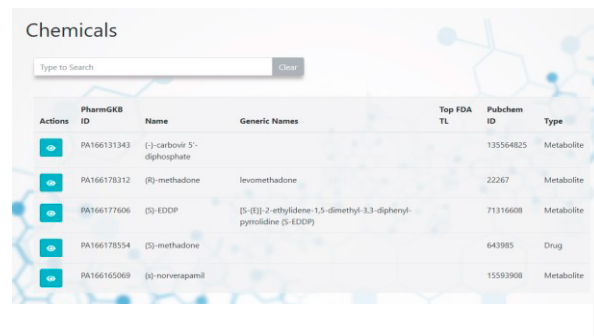 Chemicals
Type to Search Clear
Actions PharmGKB ID Name Generic Names Top FDA TL Pubchem ID Type
PA166131343 (-)-carbovir 5'-diphosphate 135564825 Metabolite
PA166178312 (R)-methadone levomethadone 22267 Metabolite
PA166177606 (S)-EDDP [S-(E)]-2-ethylidene-1,5-dimethyl-3,3-diphenyl-pyrrolidine (S-EDDP) 71316608 Metabolite
PA166178554 (S)-methadone 643985 Drug
PA166165069 (s)-norverapamil 15593908 Metabolite